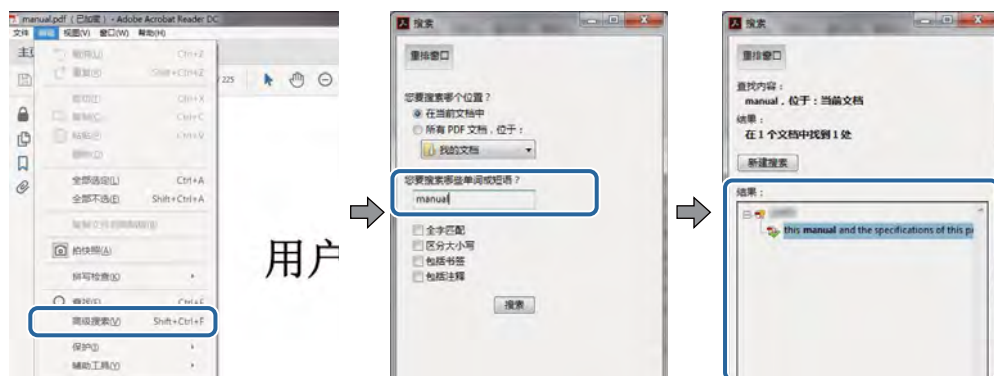 manual.pdf（已加密）- Adobe Acrobat Reader DC
文件 编辑 视图(V) 窗口(W) 帮助(H)
Ctrl+Z
Shift+Ctrl+Z
/ 225
Ctrl+X
Ctrl+C
Ctrl+V
全部选定(L) Ctrl+A
全部不选(E) Shift+Ctrl+A
拍快照(A)
拼写检查(K)
查找(F) Ctrl+F
高级搜索(V) Shift+Ctrl+F
保护(I)
辅助工具(Y)
用户
搜索
重排窗口
您要搜索哪个位置？
在当前文档中
所有 PDF 文档，位于：
我的文档
您要搜索哪些单词或短语？
manual
全字匹配
区分大小写
包括书签
包括注释
搜索
搜索
重排窗口
查找内容：
manual，位于：当前文档
结果：
在 1 个文档中找到 1 处
新建搜索
结果：
this manual and the specifications of this p